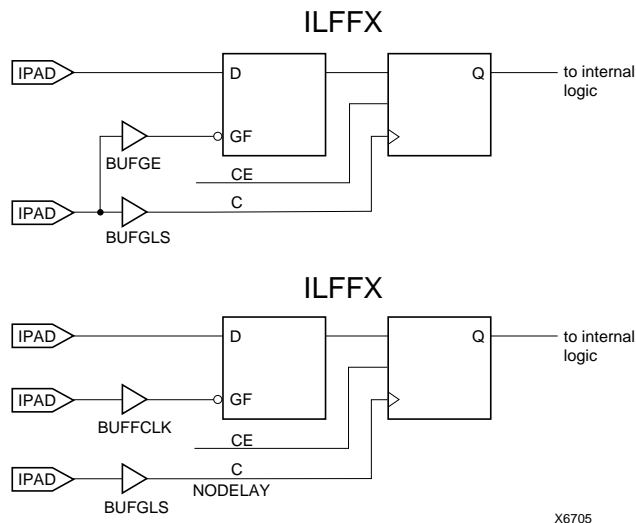 ILFFX
IPAD
D
Q
to internal
logic
GF
BUFGE
CE
IPAD
C
BUFGLS
ILFFX
IPAD
D
Q
to internal
logic
IPAD
GF
BUFFCLK
CE
IPAD
C
NODELAY
BUFGLS
X6705